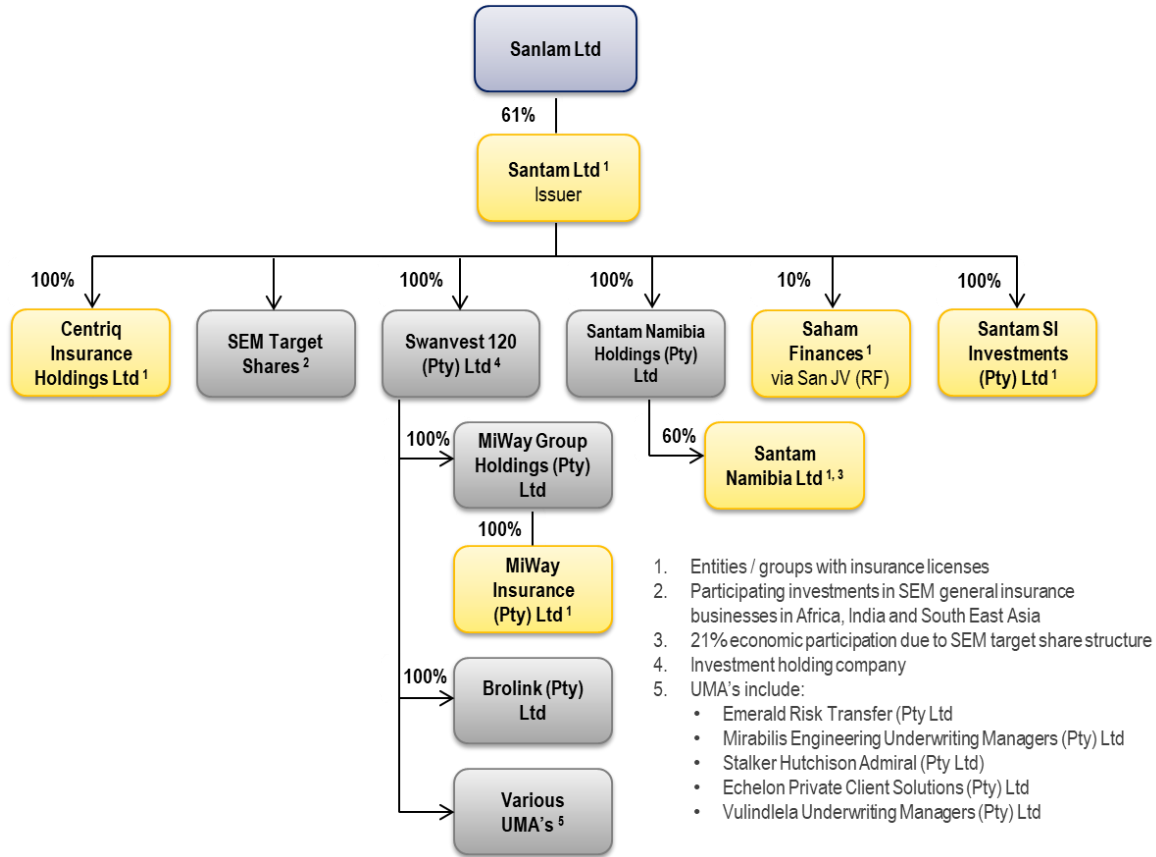 Sanlam Ltd
61%
Santam Ltd 1
Issuer
100%
100%
100%
10%
100%
Centriq
Insurance
Holdings Ltd 1
SEM Target
Shares 2
Swanvest 120
(Pty) Ltd 4
Santam Namibia
Holdings (Pty)
Ltd
Saham
Finances 1
via San JV (RF)
Santam SI
Investments
(Pty) Ltd 1
100%
MiWay Group
Holdings (Pty)
Ltd
60%
Santam
Namibia Ltd 1, 3
100%
MiWay
Insurance
(Pty) Ltd 1
100%
Brolink (Pty)
Ltd
Various
UMA's 5
1. Entities / groups with insurance licenses
2. Participating investments in SEM general insurance
businesses in Africa, India and South East Asia
3. 21% economic participation due to SEM target share structure
4. Investment holding company
5. UMA's include:
• Emerald Risk Transfer (Pty Ltd
• Mirabilis Engineering Underwriting Managers (Pty) Ltd
• Stalker Hutchison Admiral (Pty Ltd)
• Echelon Private Client Solutions (Pty) Ltd
• Vulindlela Underwriting Managers (Pty) Ltd